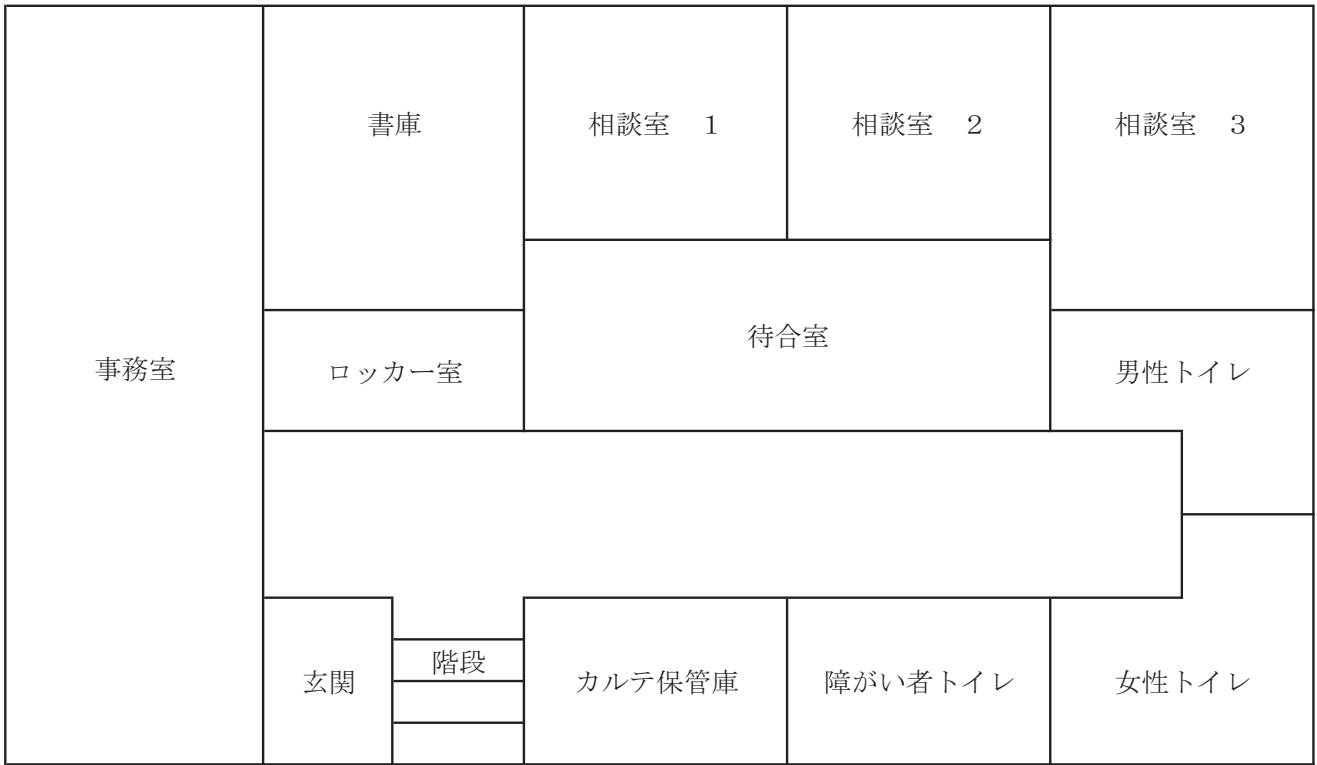 書庫
相談室　１
相談室　２
相談室　３
待合室
事務室
ロッカー室
男性トイレ
玄関
階段
カルテ保管庫
障がい者トイレ
女性トイレ